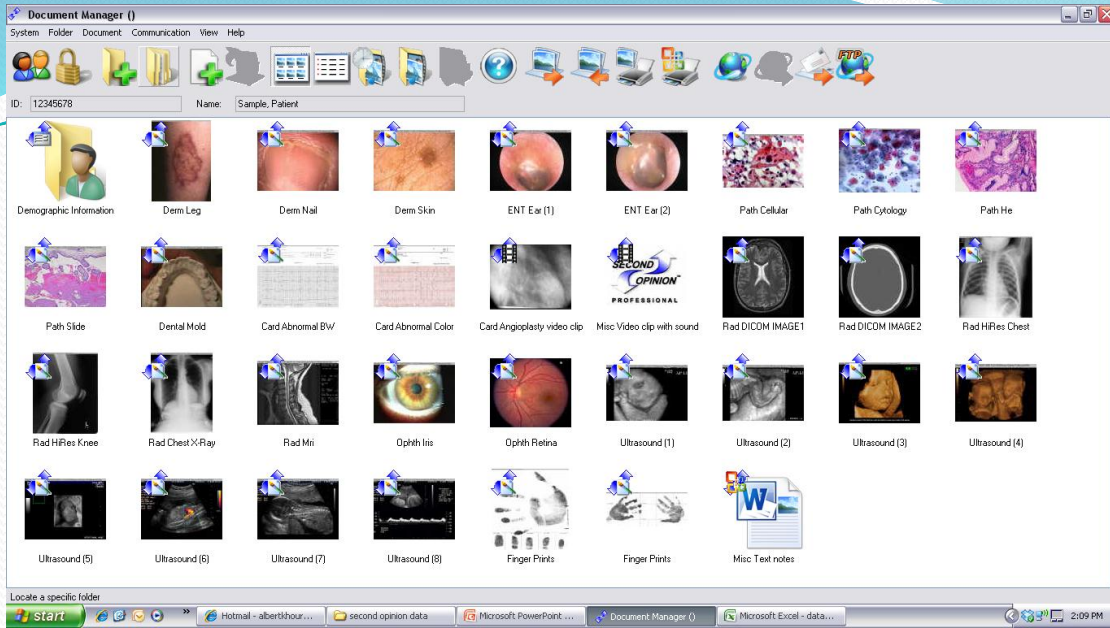 Document Manager ()
System Folder Document Communication View Help
FTP
ID: 12345678 Name: Sample, Patient
Demographic Information Derm Leg Derm Nail Derm Skin ENT Ear (1) ENT Ear (2) Path Cellular Path Cytology Path He
SECOND
OPINION
PROFESSIONAL
Path Slide Dental Mold Card Abnormal BW Card Abnormal Color Card Angioplasty video clip Misc Video clip with sound Rad DICOM IMAGE1 Rad DICOM IMAGE2 Rad HiRes Chest
Rad HiRes Knee Rad Chest X-Ray Rad Mri Ophth Iris Ophth Retina Ultrasound (1) Ultrasound (2) Ultrasound (3) Ultrasound (4)
W
Ultrasound (5) Ultrasound (6) Ultrasound (7) Ultrasound (8) Finger Prints Finger Prints Misc Text notes
Locate a specific folder
start Hotmail - albertkhour... second opinion data Microsoft PowerPoint ... Document Manager () Microsoft Excel - data... 2:09 PM